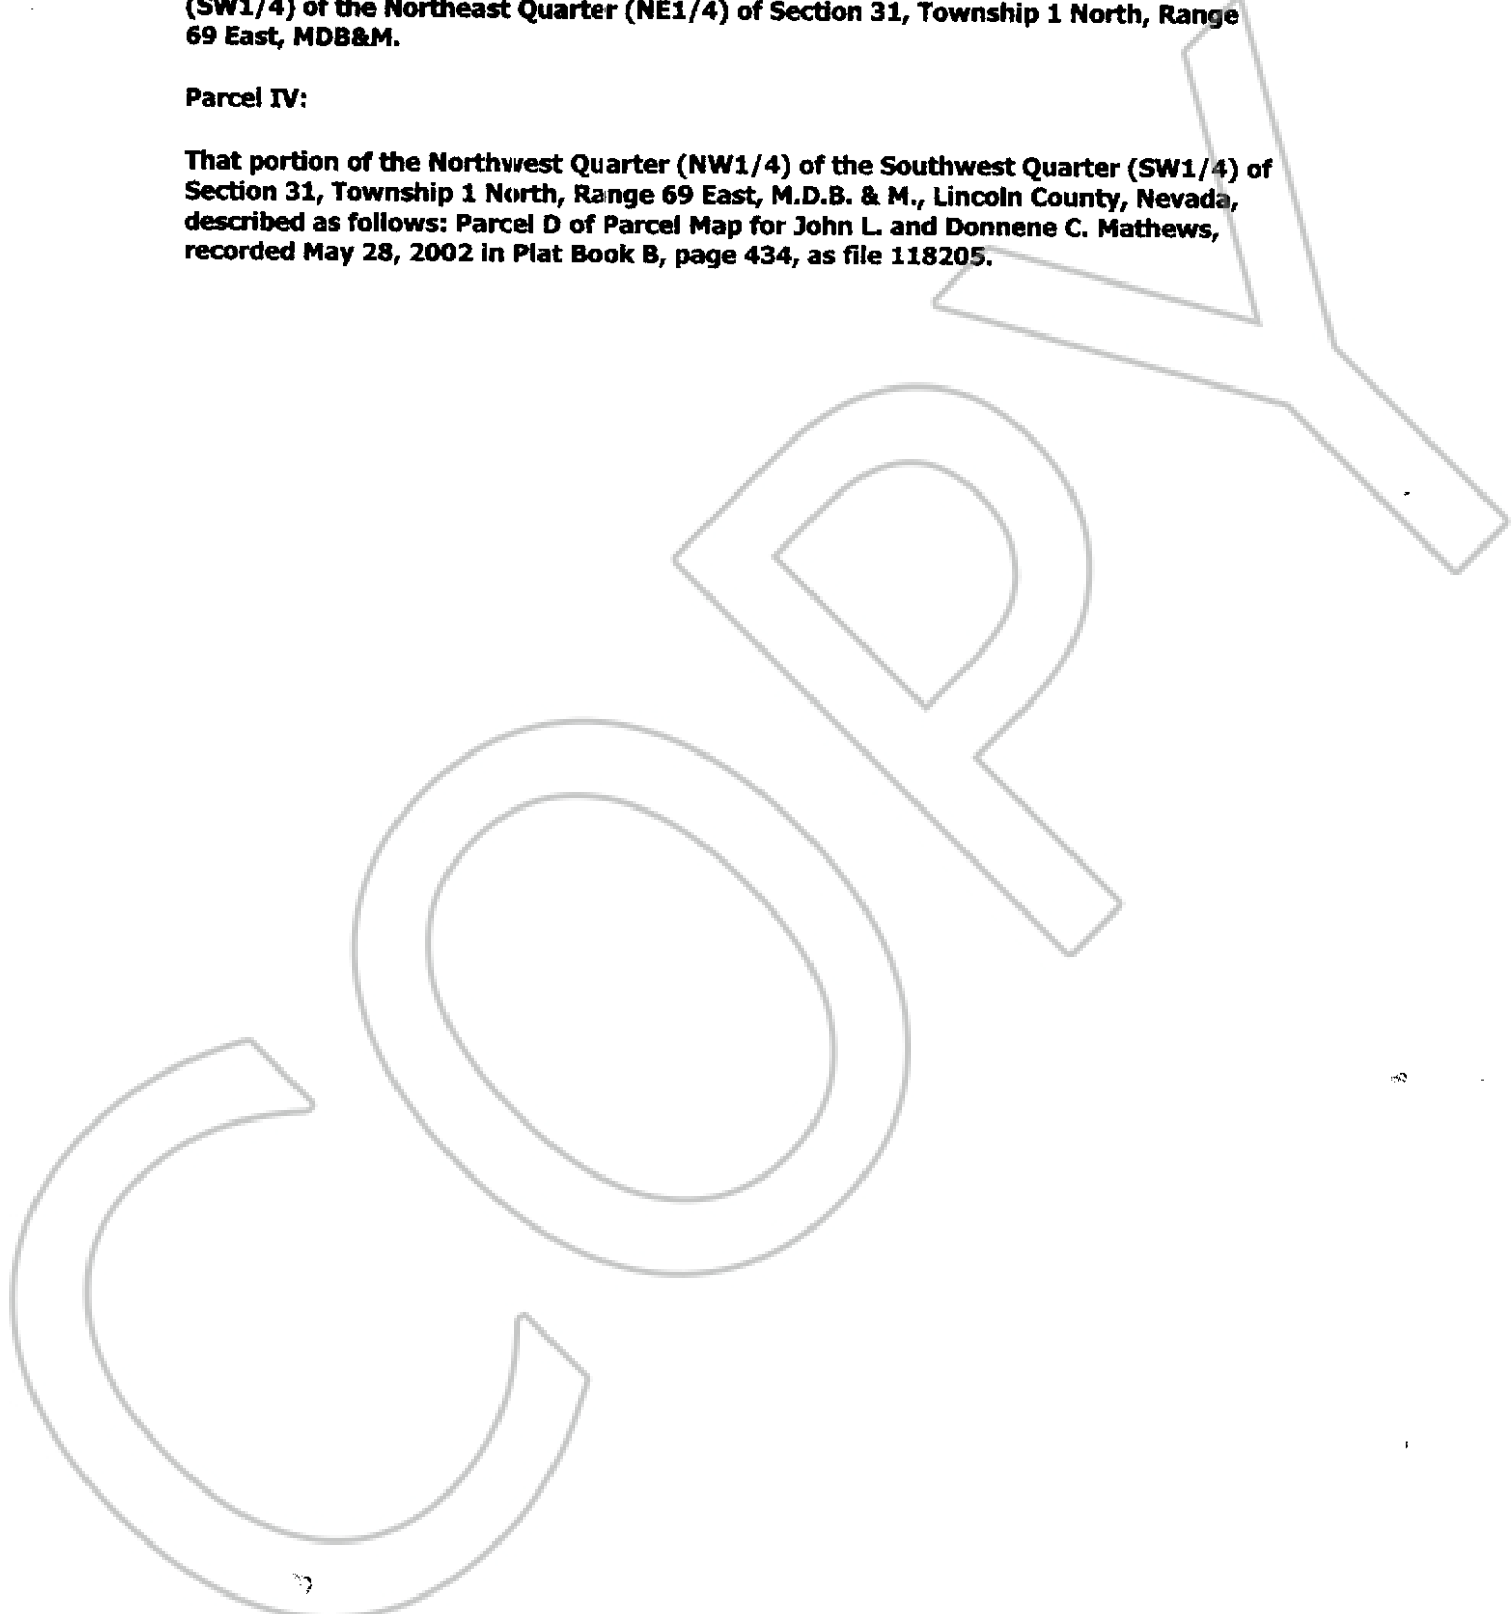 (SW1/4) of the Northeast Quarter (NE1/4) of Section 31, Township 1 North, Range
69 East, MDB&M.
Parcel IV:
That portion of the Northwest Quarter (NW1/4) of the Southwest Quarter (SW1/4) of
Section 31, Township 1 North, Range 69 East, M.D.B. & M., Lincoln County, Nevada,
described as follows: Parcel D of Parcel Map for John L. and Donnene C. Mathews,
recorded May 28, 2002 in Plat Book B, page 434, as file 118205.
COPY